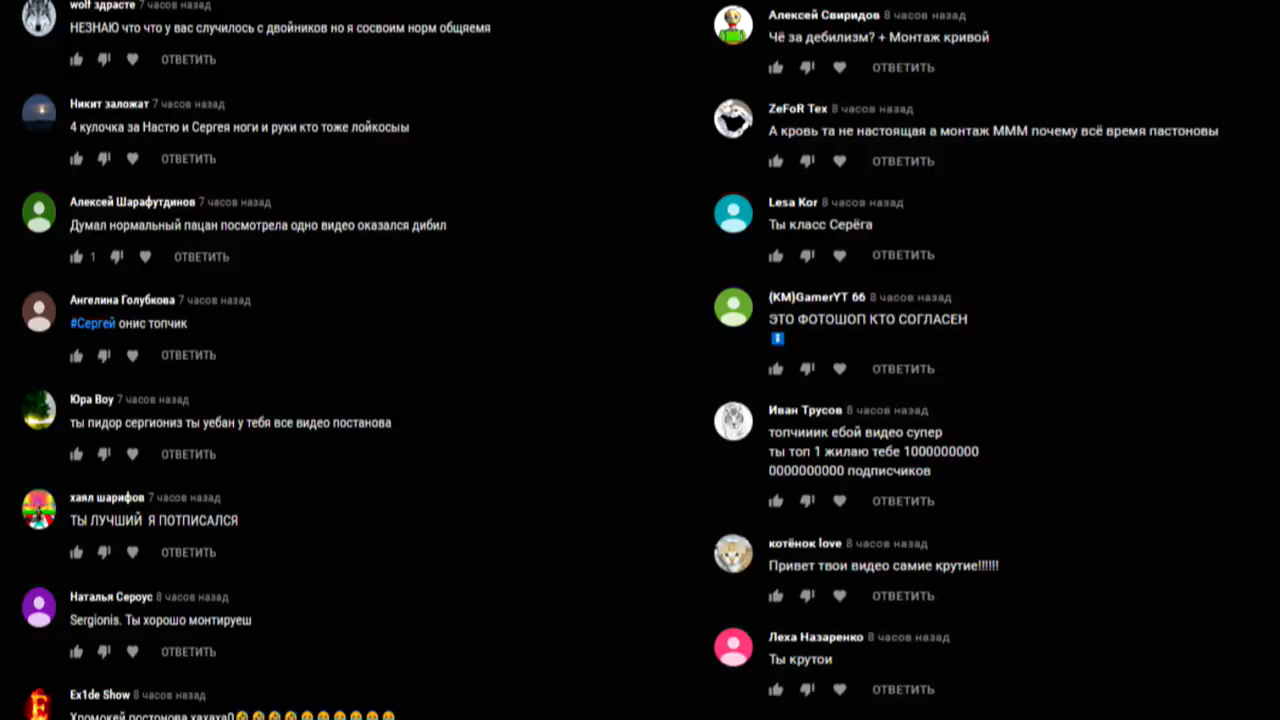 wolf здрасте 7 часов назад
НЕЗНАЮ что что у вас случилось с двойников но я сосвоим норм общяемя
ОТВЕТИТЬ
Никит заложат 7 часов назад
4 кулочка за Настю и Сергея ноги и руки кто тоже лойкосыы
ОТВЕТИТЬ
Алексей Шарафутдинов 7 часов назад
Думал нормальный пацан посмотрела одно видео оказался дибил
1 ОТВЕТИТЬ
Ангелина Голубкова 7 часов назад
#Сергей онис топчик
ОТВЕТИТЬ
Юра Boy 7 часов назад
ты пидор сергиониз ты уебан у тебя все видео постанова
ОТВЕТИТЬ
хаял шарифов 7 часов назад
ТЫ ЛУЧШИЙ Я ПОТПИСАЛСЯ
ОТВЕТИТЬ
Наталья Сероус 8 часов назад
Sergionis. Ты хорошо монтируеш
ОТВЕТИТЬ
Ex1de Show 8 часов назад
Хромокей постонова хахаха0
Алексей Свиридов 8 часов назад
Чё за дебилизм? + Монтаж кривой
ОТВЕТИТЬ
ZeFoR Tex 8 часов назад
А кровь та не настоящая а монтаж МММ почему всё время пастоновы
ОТВЕТИТЬ
Lesa Kor 8 часов назад
Ты класс Серёга
ОТВЕТИТЬ
(KM)GamerYT 66 8 часов назад
ЭТО ФОТОШОП КТО СОГЛАСЕН
ОТВЕТИТЬ
Иван Трусов 8 часов назад
топчииик ебой видео супер
ты топ 1 жилаю тебе 1000000000
0000000000 подписчиков
ОТВЕТИТЬ
котёнок love 8 часов назад
Привет твои видео самие крутие!!!!!!
ОТВЕТИТЬ
Леха Назаренко 8 часов назад
Ты крутои
ОТВЕТИТЬ